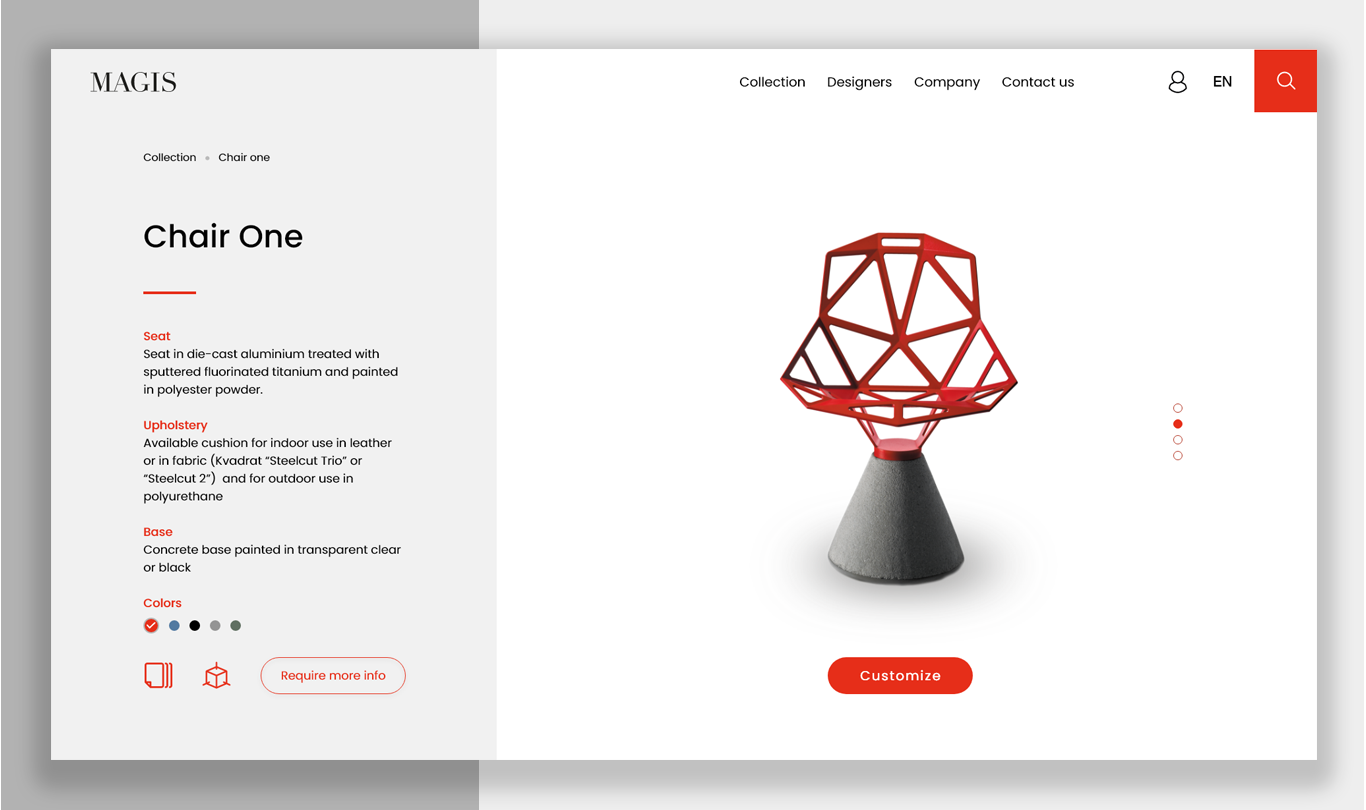 MAGIS
Collection Designers Company Contact us EN
Collection • Chair one
Chair One
Seat
Seat in die-cast aluminium treated with
sputtered fluorinated titanium and painted
in polyester powder.
Upholstery
Available cushion for indoor use in leather
or in fabric (Kvadrat “Steelcut Trio” or
“Steelcut 2”)  and for outdoor use in
polyurethane
Base
Concrete base painted in transparent clear
or black
Colors
Require more info
Customize